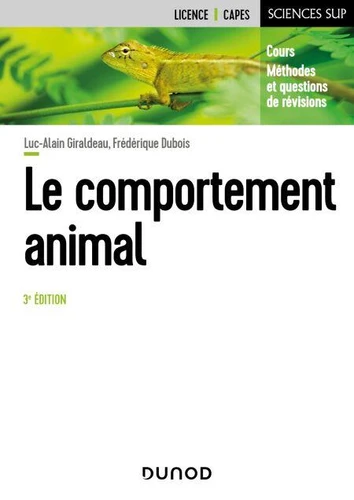 LICENCE | CAPES SCIENCES SUP
Cours
Méthodes
et questions
de révisions
Luc-Alain Giraldeau, Frédérique Dubois
Le comportement
animal
3e ÉDITION
DUNOD